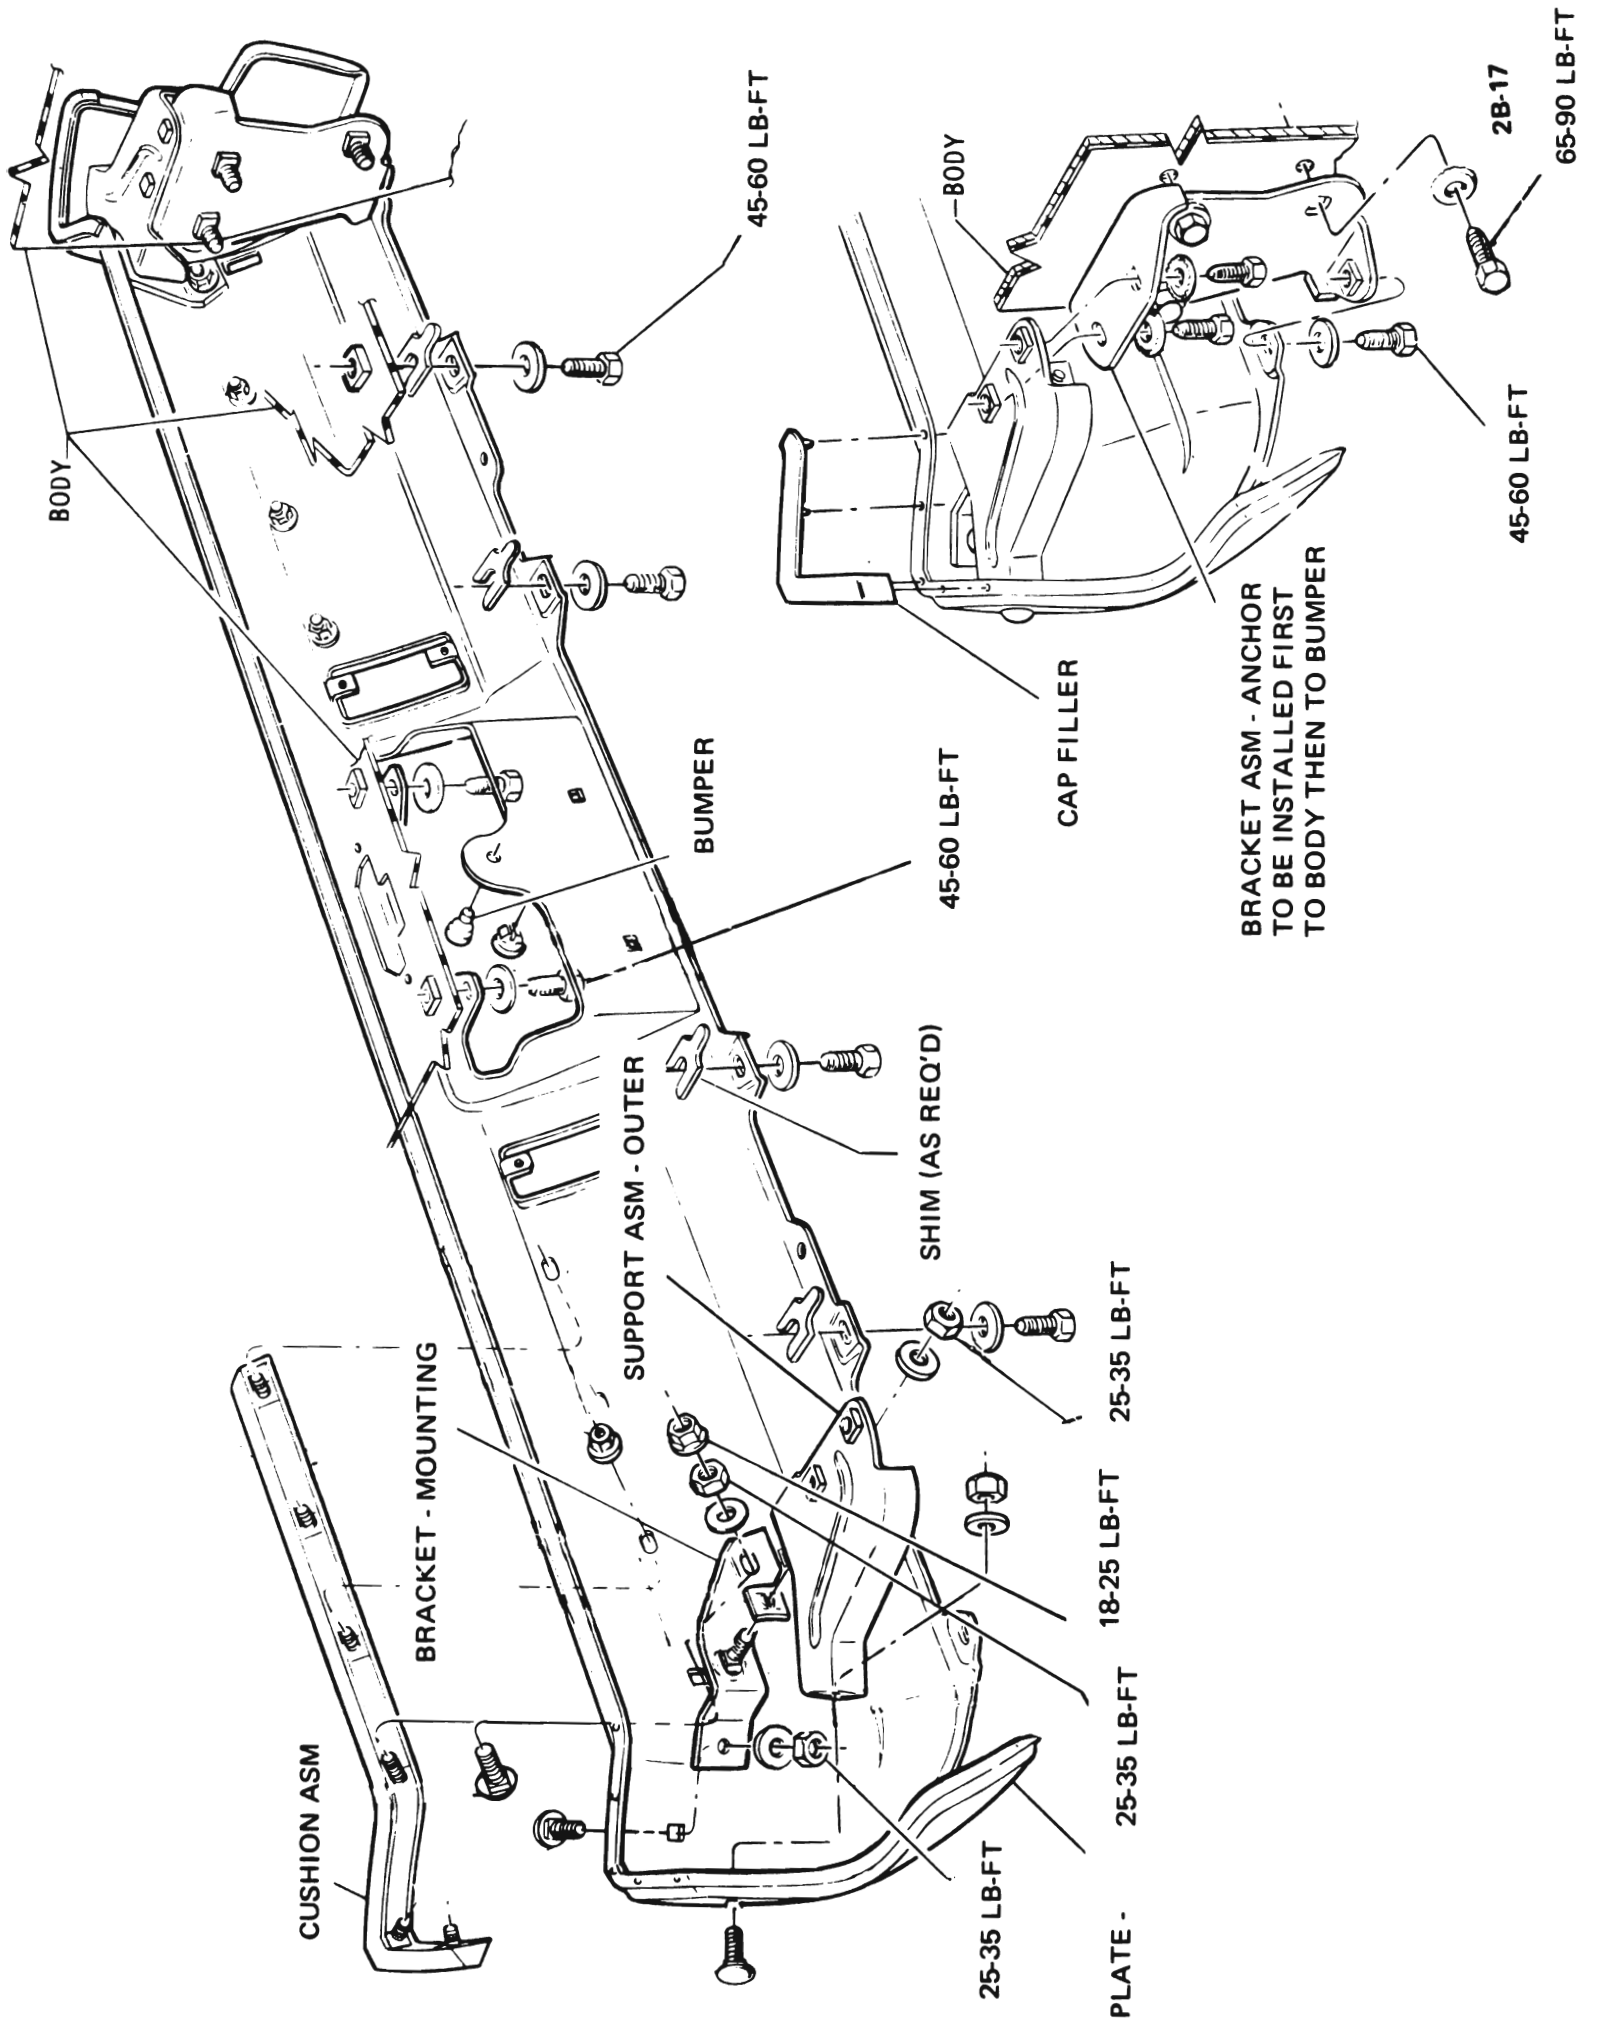 CUSHION ASM
BRACKET - MOUNTING
BODY
SUPPORT ASM - OUTER
BUMPER
45-60 LB-FT
SHIM (AS REQ'D)
45-60 LB-FT
BODY
CAP FILLER
25-35 LB-FT
PLATE -
25-35 LB-FT
18-25 LB-FT
25-35 LB-FT
BRACKET ASM - ANCHOR
TO BE INSTALLED FIRST
TO BODY THEN TO BUMPER
45-60 LB-FT
65-90 LB-FT
2B-17